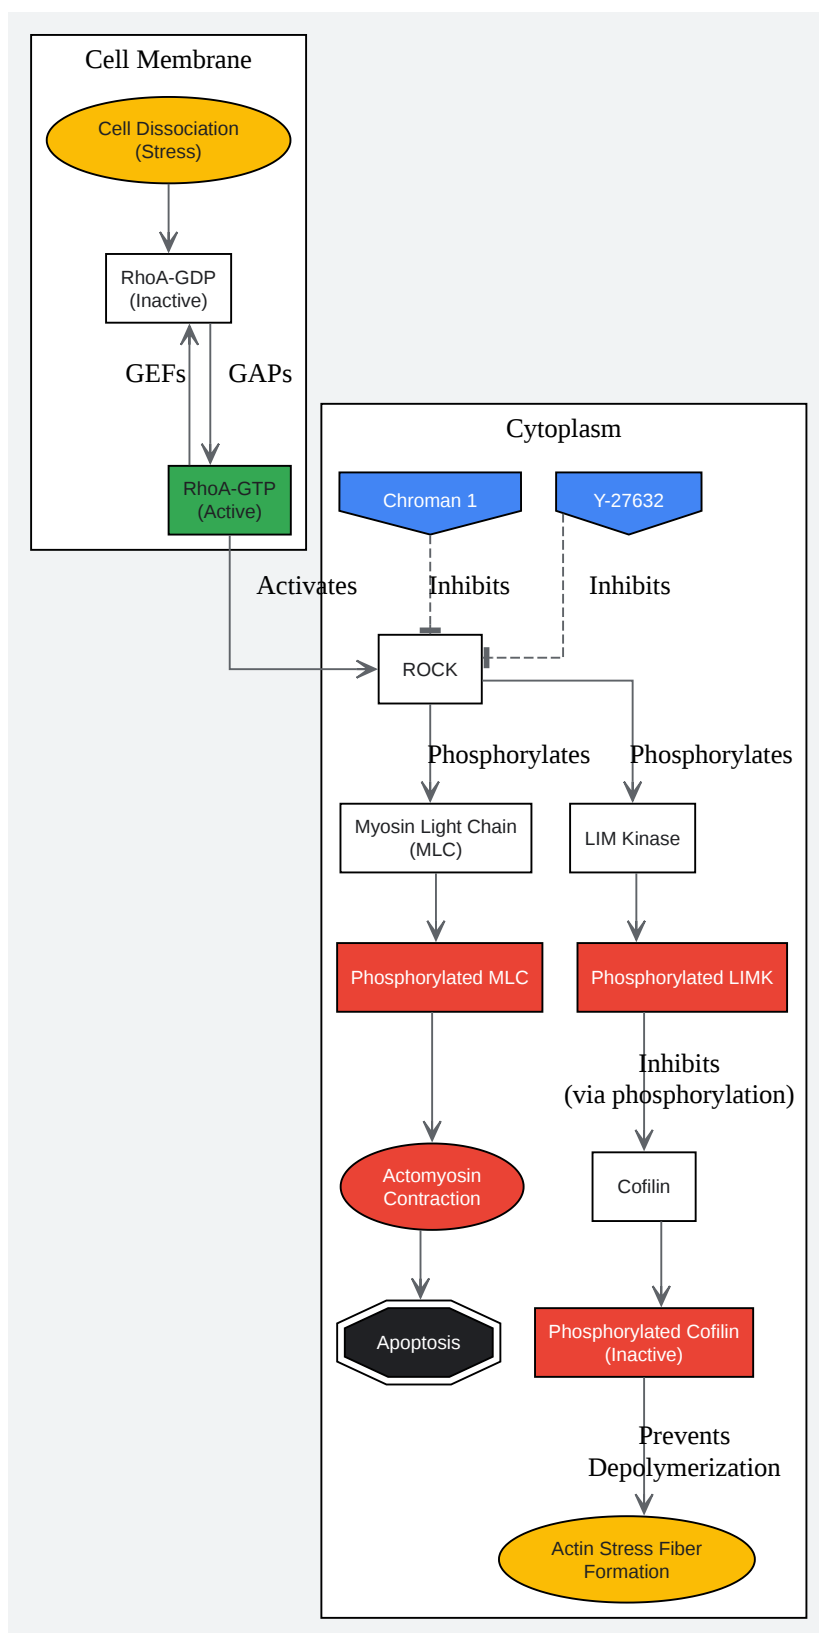 Cell Membrane
Cell Dissociation
(Stress)
RhoA-GDP
(Inactive)
GEFs
GAPs
RhoA-GTP
(Active)
Cytoplasm
Chroman 1
Y-27632
Activates
Inhibits
Inhibits
ROCK
Phosphorylates
Phosphorylates
Myosin Light Chain
(MLC)
LIM Kinase
Phosphorylated MLC
Phosphorylated LIMK
Inhibits
(via phosphorylation)
Actomyosin
Contraction
Cofilin
Apoptosis
Phosphorylated Cofilin
(Inactive)
Prevents
Depolymerization
Actin Stress Fiber
Formation